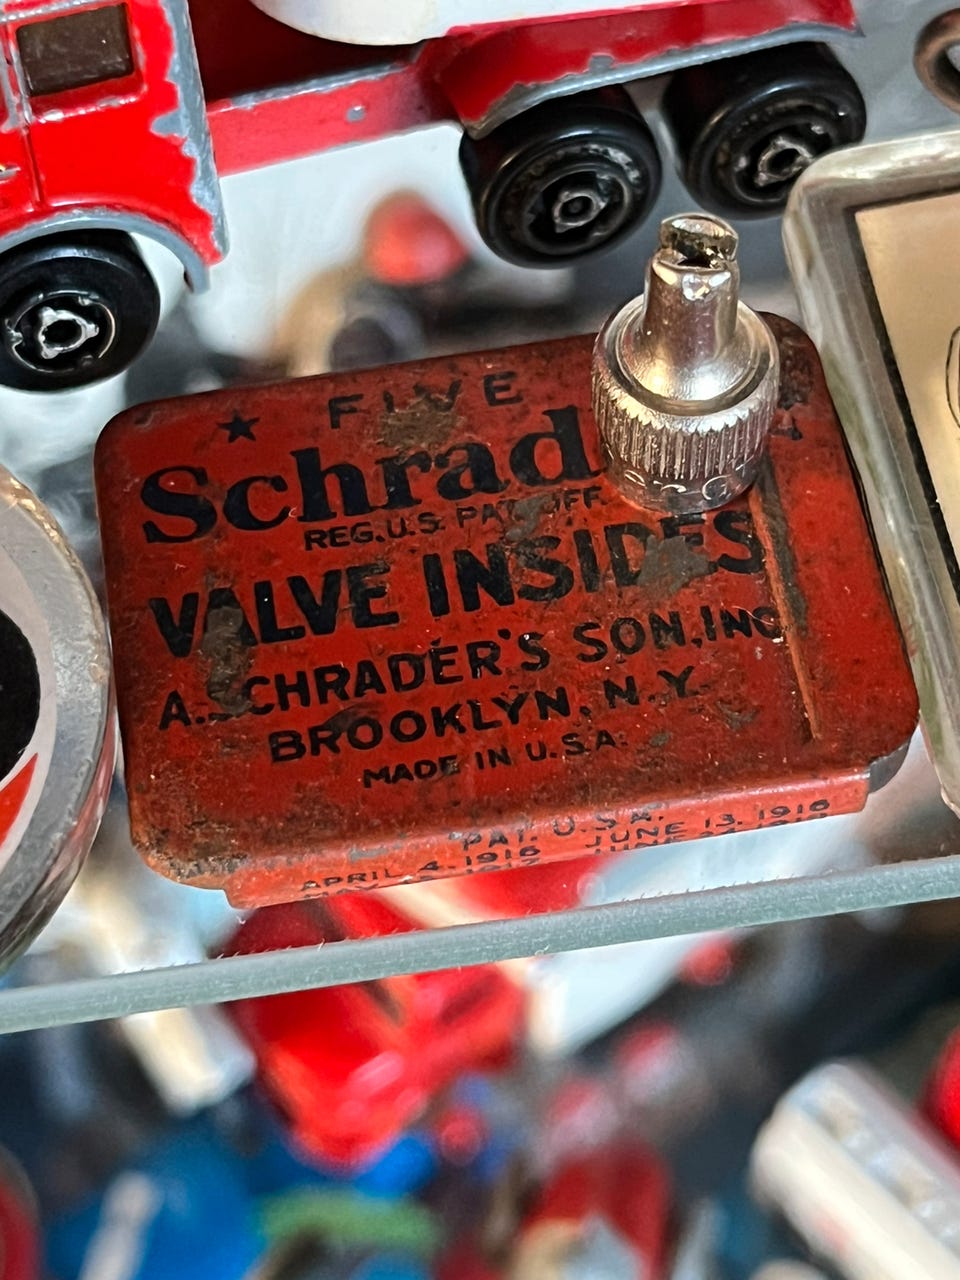 FIVE
Schrad
REG. U.S. PAT. OFF.
VALVE INSIDES
A. SCHRADER'S SON, INC
BROOKLYN, N.Y.
MADE IN U.S.A.
PAT. U.S.A.
APRIL 4, 1916 JUNE 13, 1916